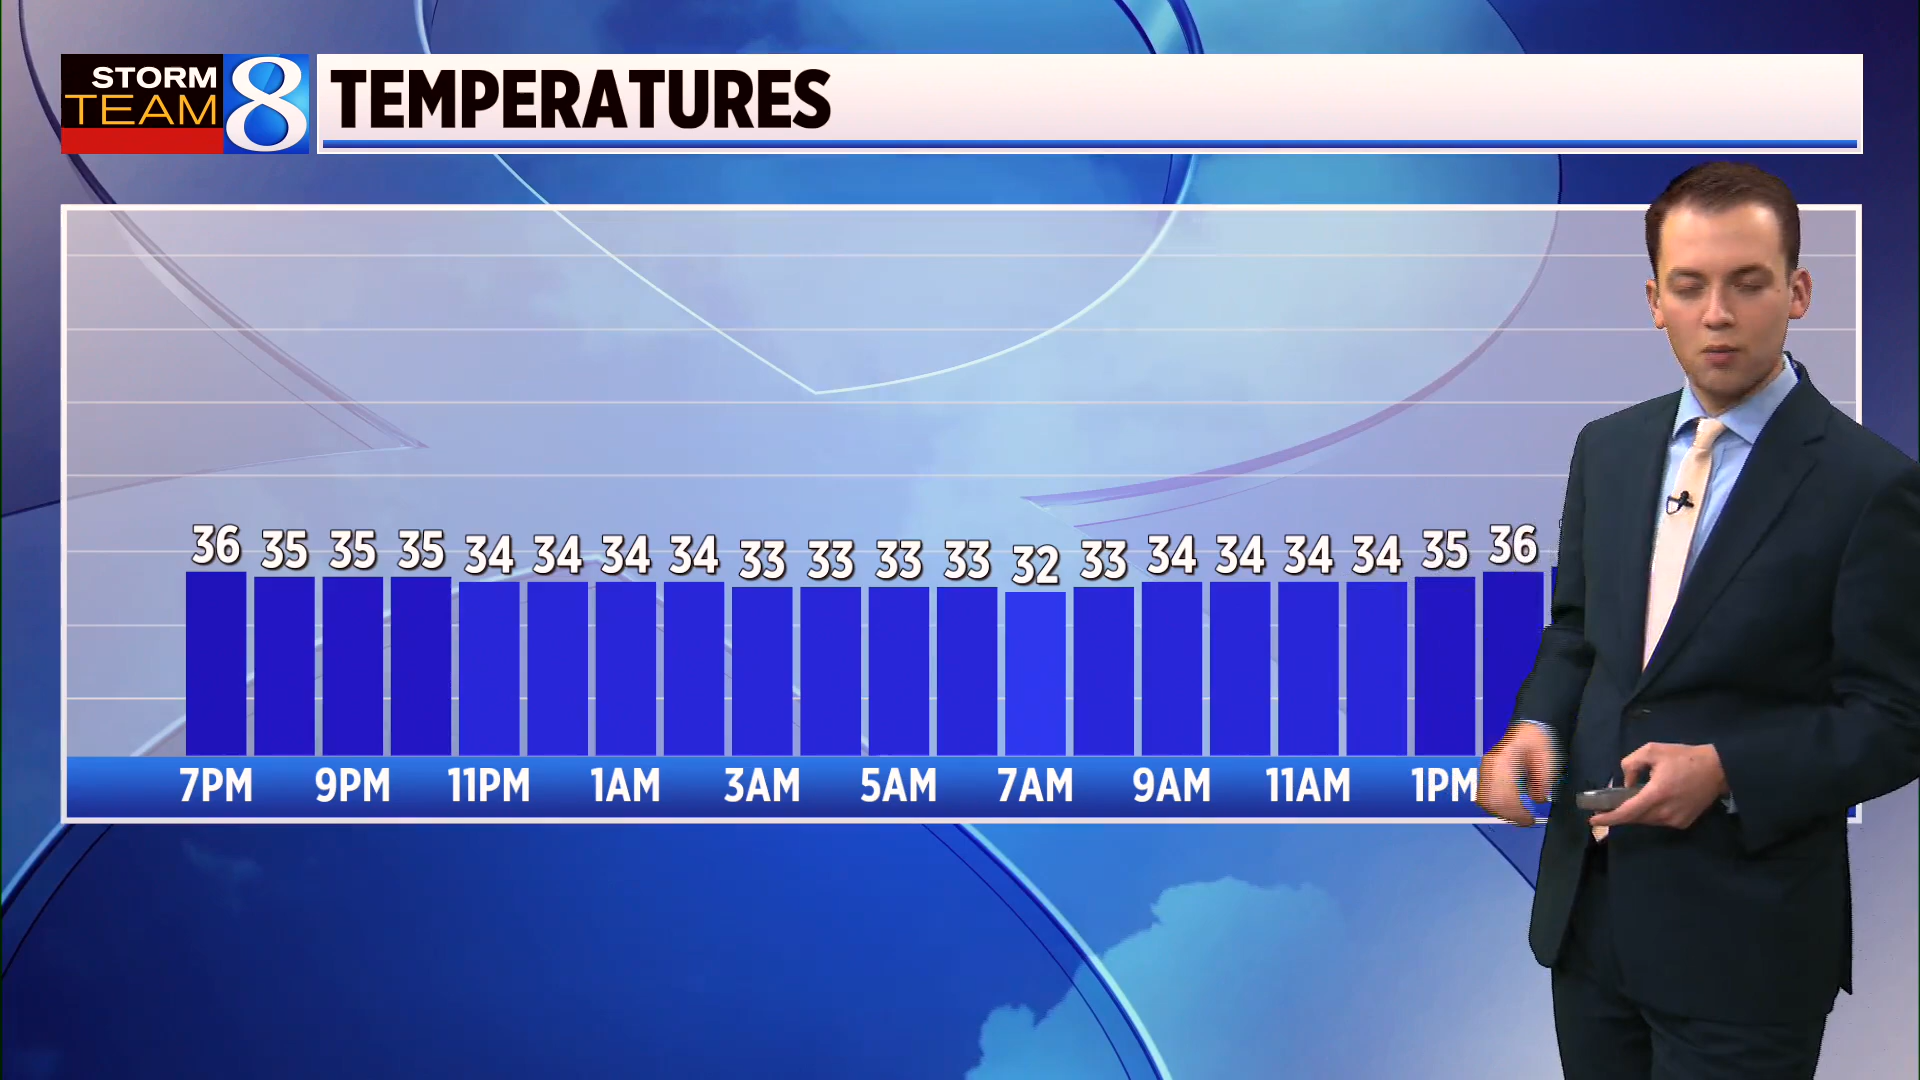 STORM
TEAM 8
TEMPERATURES
36 35 35 35 34 34 34 34 33 33 33 33 32 33 34 34 34 34 35 36
7PM 9PM 11PM 1AM 3AM 5AM 7AM 9AM 11AM 1PM